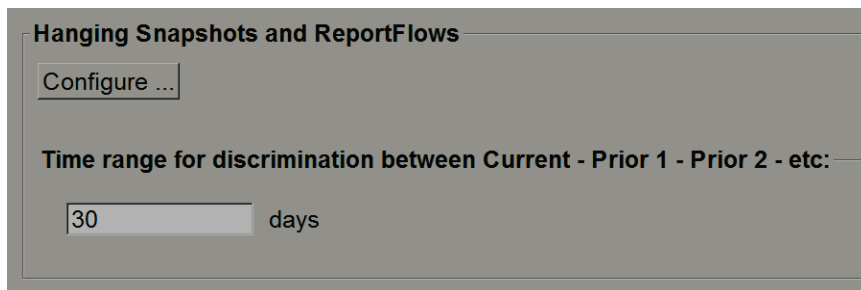 Hanging Snapshots and ReportFlows
Configure ...
Time range for discrimination between Current - Prior 1 - Prior 2 - etc:
30 days